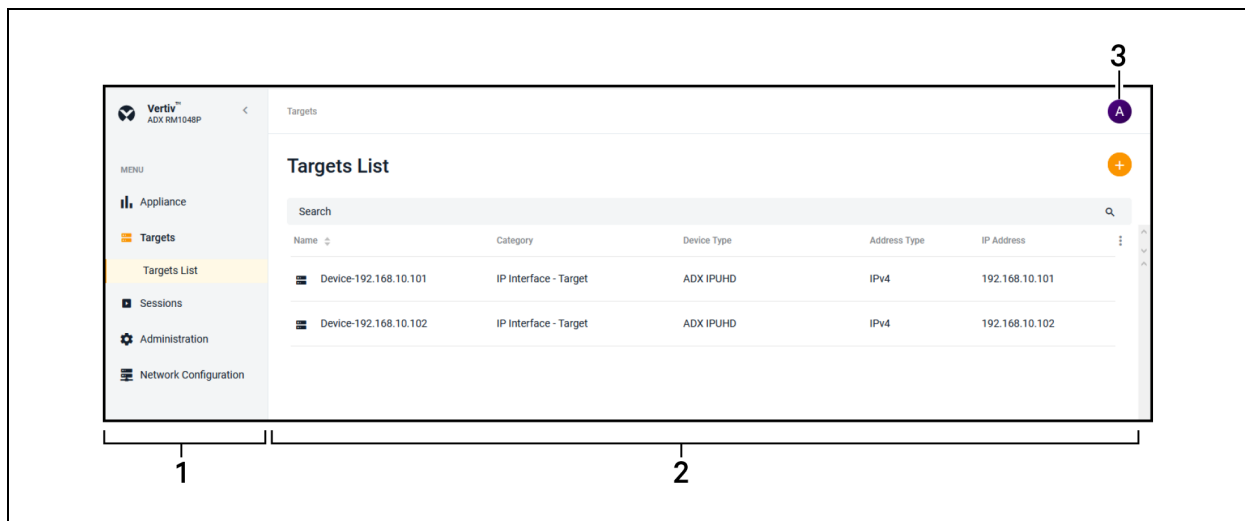 3
Vertiv™
ADX RM1048P
Targets
A
MENU
Targets List
+
Appliance
Search
Targets
Name Category Device Type Address Type IP Address
Targets List
Device-192.168.10.101 IP Interface - Target ADX IPUHD IPv4 192.168.10.101
Sessions
Device-192.168.10.102 IP Interface - Target ADX IPUHD IPv4 192.168.10.102
Administration
Network Configuration
1
2